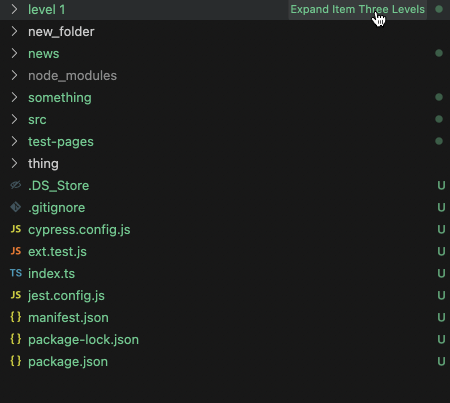 level 1 Expand Item Three Levels
new_folder
news
node_modules
something
src
test-pages
thing
.DS_Store U
.gitignore U
JS cypress.config.js U
JS ext.test.js U
TS index.ts U
JS jest.config.js U
{ } manifest.json U
{ } package-lock.json U
{ } package.json U